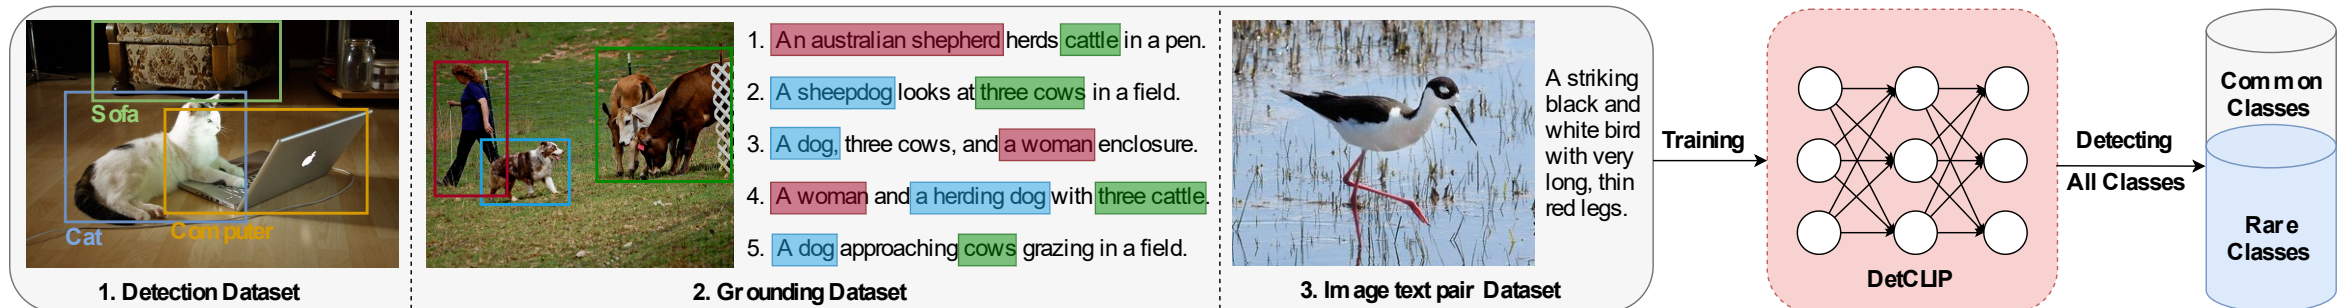 Sofa
Cat
Computer
1. Detection Dataset
1. An australian shepherd herds cattle in a pen.
2. A sheepdog looks at three cows in a field.
3. A dog, three cows, and a woman enclosure.
4. A woman and a herding dog with three cattle.
5. A dog approaching cows grazing in a field.
2. Grounding Dataset
A striking
black and
white bird
with very
long, thin
red legs.
3. Image text pair Dataset
Training
DetCLIP
Detecting
All Classes
Common
Classes
Rare
Classes